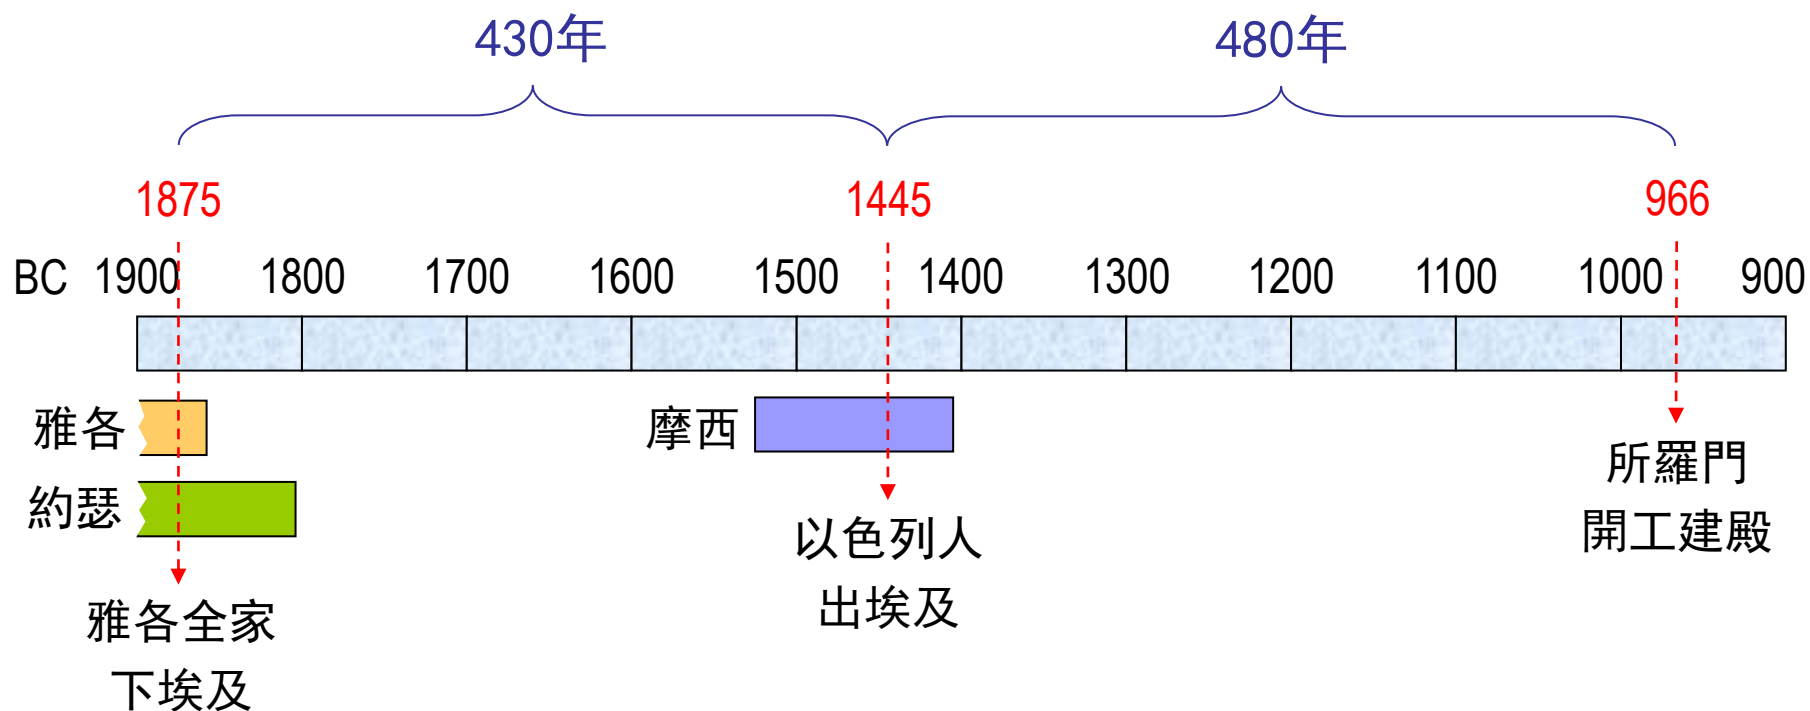 430年
480年
1875
1445
966
BC 1900 1800 1700 1600 1500 1400 1300 1200 1100 1000 900
雅各
摩西
約瑟
所羅門
開工建殿
以色列人
出埃及
雅各全家
下埃及